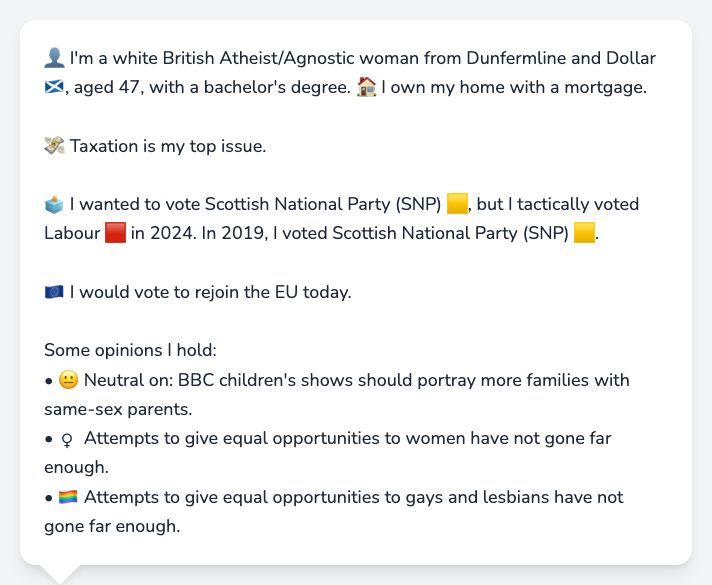 👤 I'm a white British Atheist/Agnostic woman from Dunfermline and Dollar
🏴󠁧󠁢󠁳󠁣󠁴󠁿, aged 47, with a bachelor's degree. 🏠 I own my home with a mortgage.
💸 Taxation is my top issue.
🗳️ I wanted to vote Scottish National Party (SNP) 🟨, but I tactically voted
Labour 🟥 in 2024. In 2019, I voted Scottish National Party (SNP) 🟨.
🇪🇺 I would vote to rejoin the EU today.
Some opinions I hold:
• 😐 Neutral on: BBC children's shows should portray more families with
same-sex parents.
• ♀ Attempts to give equal opportunities to women have not gone far
enough.
• 🏳️‍🌈 Attempts to give equal opportunities to gays and lesbians have not
gone far enough.